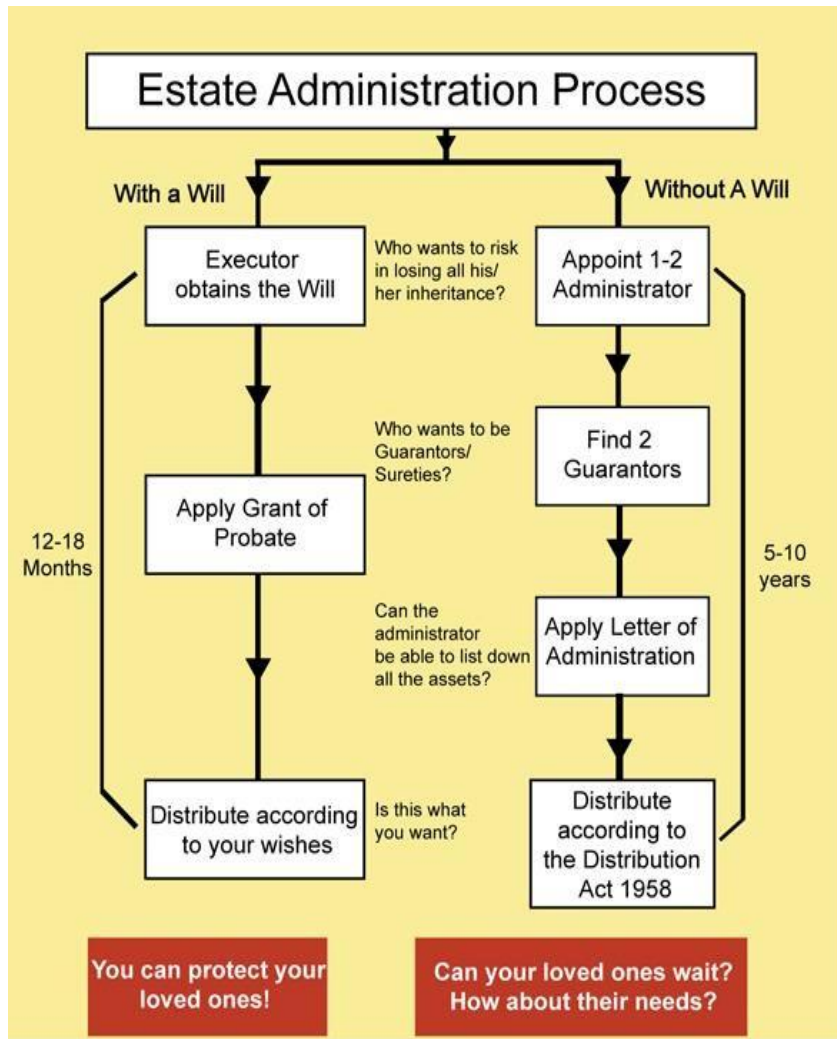 Estate Administration Process
With a Will
Without A Will
Executor
obtains the Will
Who wants to risk
in losing all his/
her inheritance?
Appoint 1-2
Administrator
Who wants to be
Guarantors/
Sureties?
Find 2
Guarantors
Apply Grant of
Probate
12-18
Months
5-10
years
Can the
administrator
be able to list down
all the assets?
Apply Letter of
Administration
Distribute according
to your wishes
Is this what
you want?
Distribute
according to
the Distribution
Act 1958
You can protect your
loved ones!
Can your loved ones wait?
How about their needs?